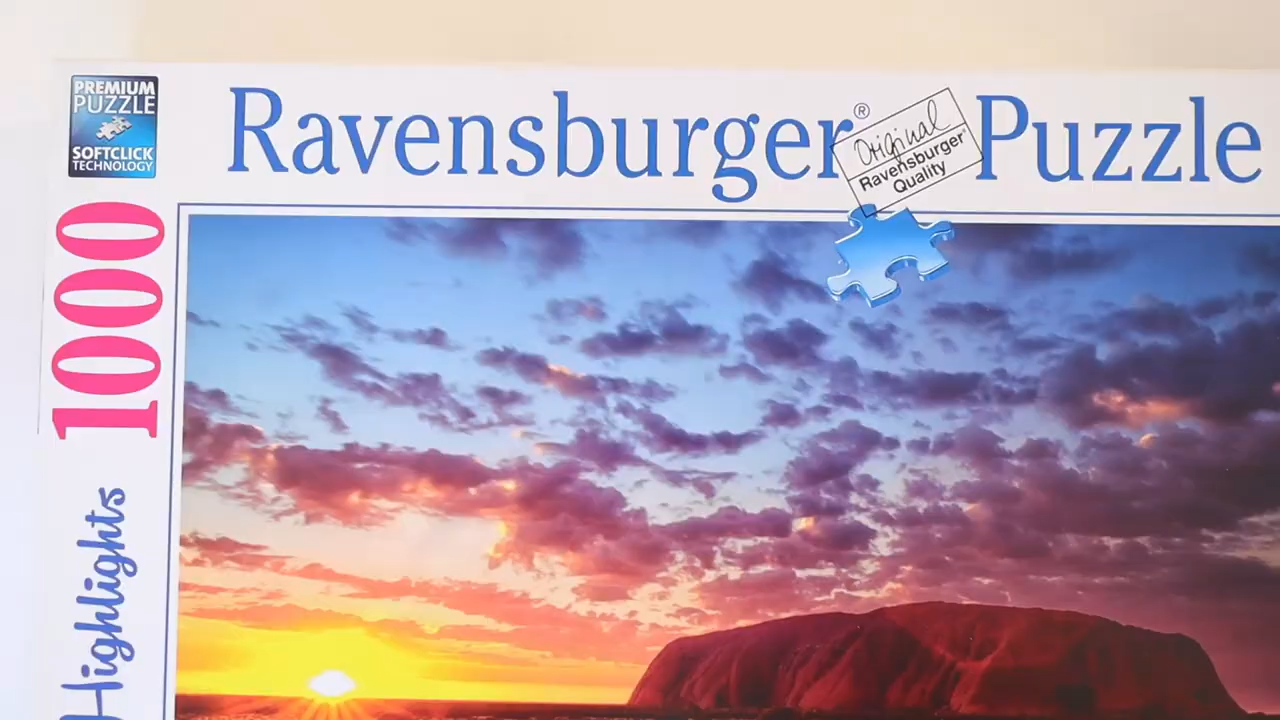 PREMIUM
PUZZLE
SOFTCLICK
TECHNOLOGY
Ravensburger® Puzzle
Original
Ravensburger®
Quality
1000
Highlights